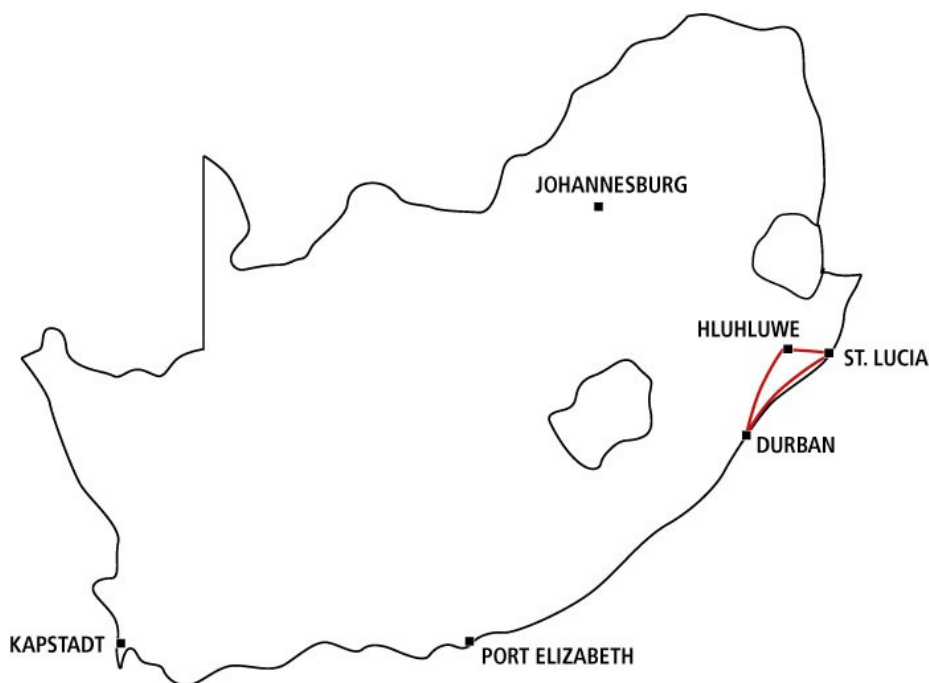 JOHANNESBURG
HLUHLUWE
ST. LUCIA
DURBAN
KAPSTADT
PORT ELIZABETH